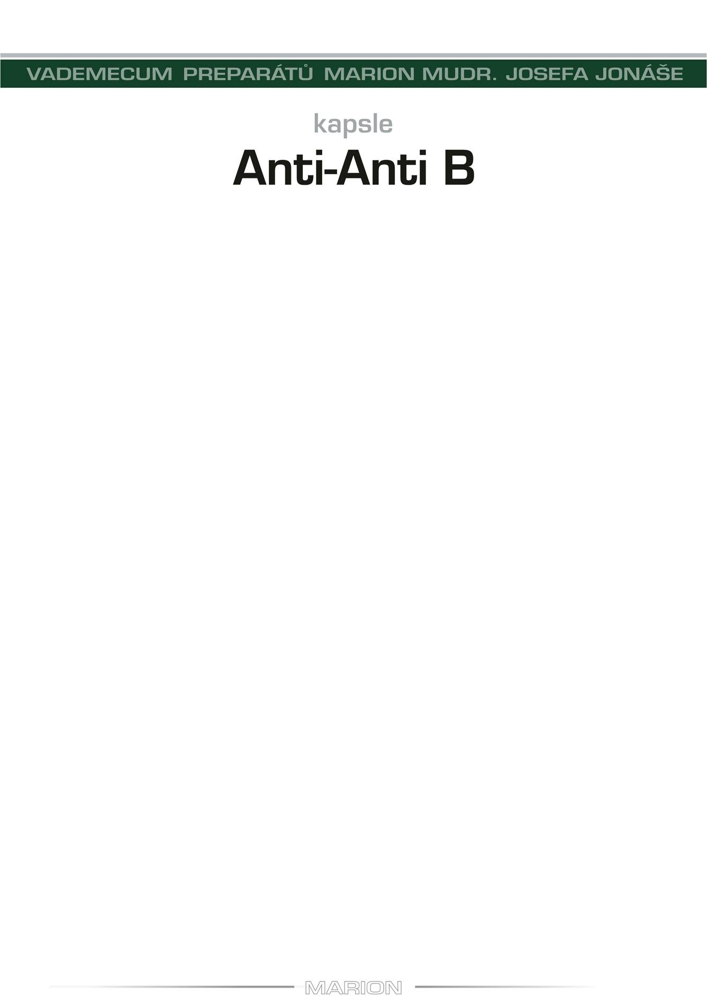 VADEMECUM PREPARÁTŮ MARION MUDR. JOSEFA JONÁŠE
kapsle
Anti-Anti B
MARION